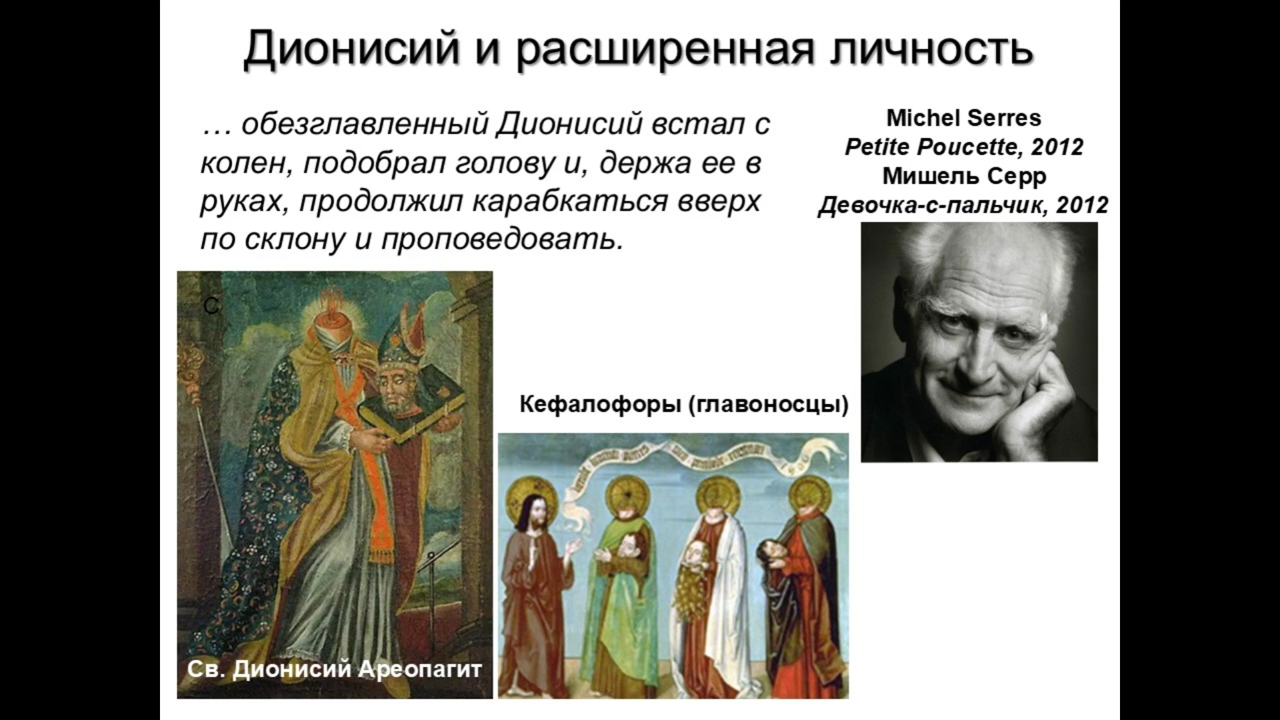 Дионисий и расширенная личность
… обезглавленный Дионисий встал с
колен, подобрал голову и, держа ее в
руках, продолжил карабкаться вверх
по склону и проповедовать.
Michel Serres
Petite Poucette, 2012
Мишель Серр
Девочка-с-пальчик, 2012
С
Кефалофоры (главоносцы)
Св. Дионисий Ареопагит